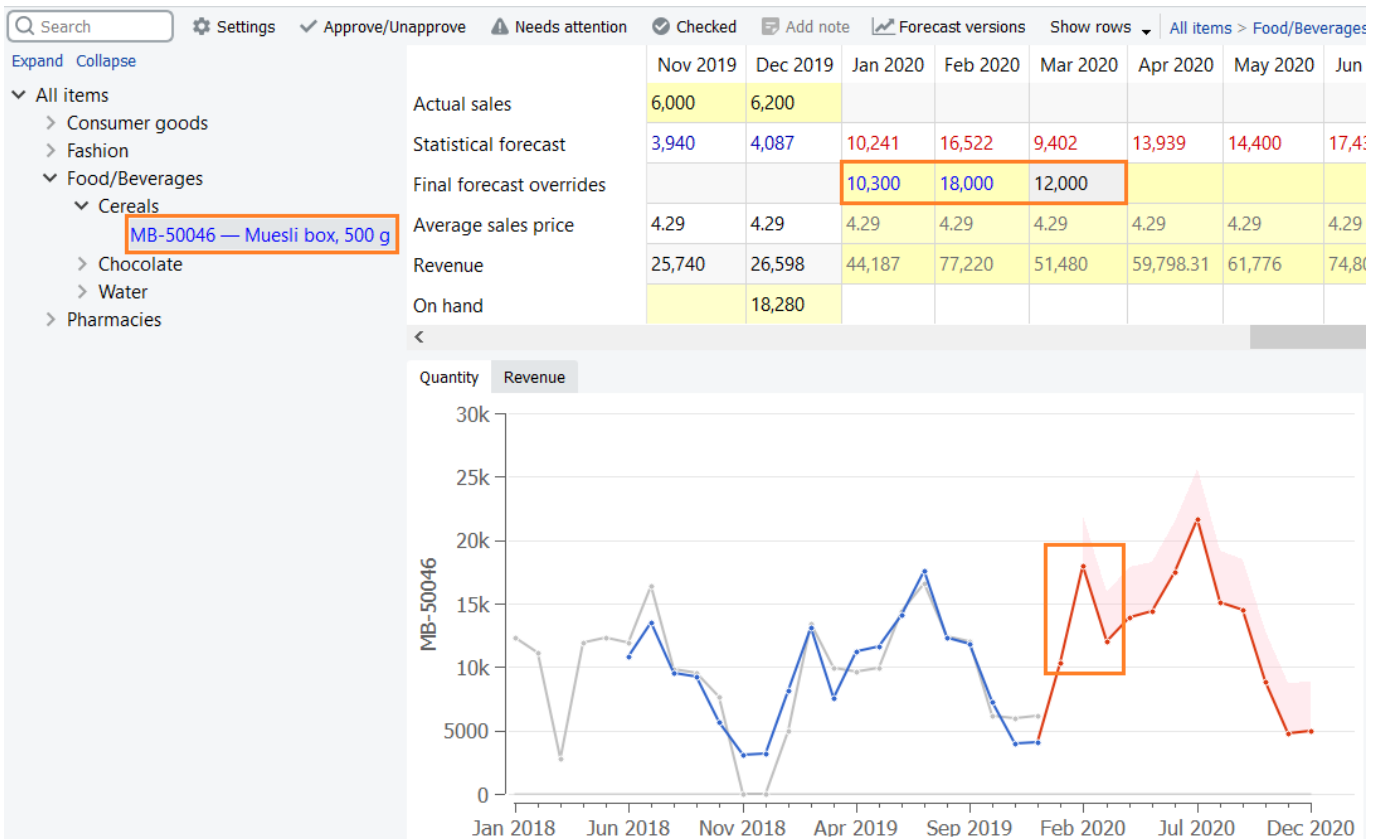 Search Settings Approve/Unapprove Needs attention Checked Add note Forecast versions Show rows All items > Food/Beverages
Expand Collapse
All items
Consumer goods
Fashion
Food/Beverages
Cereals
MB-50046 — Muesli box, 500 g
Chocolate
Water
Pharmacies
Nov 2019 Dec 2019 Jan 2020 Feb 2020 Mar 2020 Apr 2020 May 2020 Jun
Actual sales 6,000 6,200
Statistical forecast 3,940 4,087 10,241 16,522 9,402 13,939 14,400 17,43
Final forecast overrides 10,300 18,000 12,000
Average sales price 4.29 4.29 4.29 4.29 4.29 4.29 4.29 4.29
Revenue 25,740 26,598 44,187 77,220 51,480 59,798.31 61,776 74,80
On hand 18,280
Quantity Revenue
30k
25k
20k
15k
10k
5000
0
MB-50046
Jan 2018 Jun 2018 Nov 2018 Apr 2019 Sep 2019 Feb 2020 Jul 2020 Dec 2020